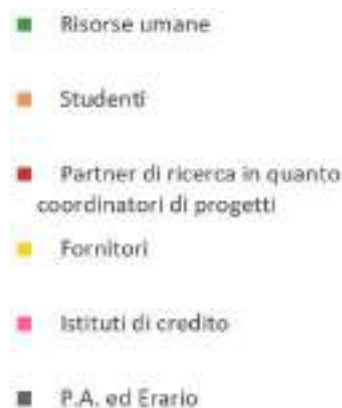 Risorse umane
Studenti
Partner di ricerca in quanto
coordinatori di progetti
Fornitori
Istituti di credito
P.A. ed Erario